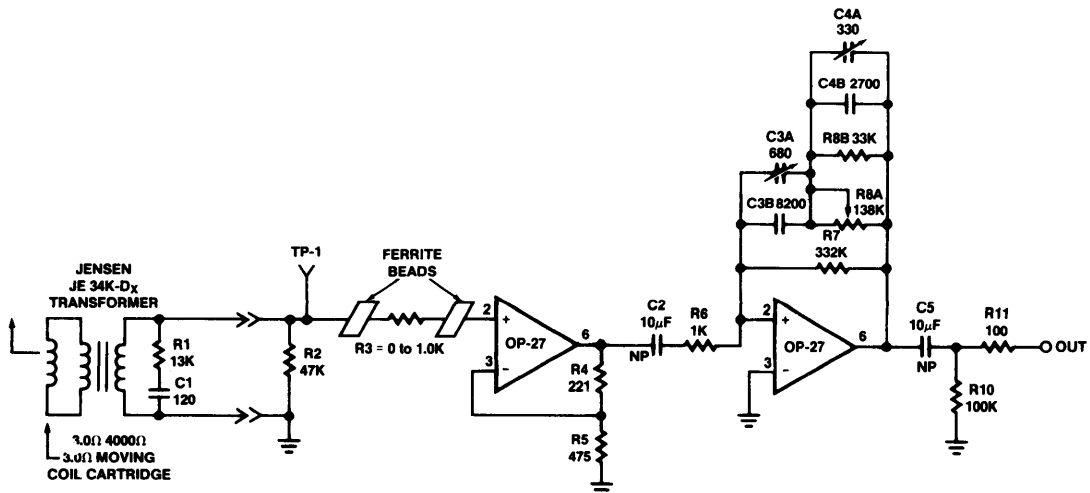 C4A
330
C4B 2700
C3A
680
R8B 33K
C3B 8200
R8A
138K
R7
332K
TP-1
FERRITE
BEADS
JENSEN
JE 34K-DX
TRANSFORMER
R1
13K
C1
120
R2
47K
R3 = 0 to 1.0K
2
+
3
-
OP-27
6
R4
221
R5
475
C2
10μF
NP
R6
1K
2
+
3
-
OP-27
6
C5
10μF
NP
R11
100
OUT
R10
100K
3.0Ω 4000Ω
3.0Ω MOVING
COIL CARTRIDGE